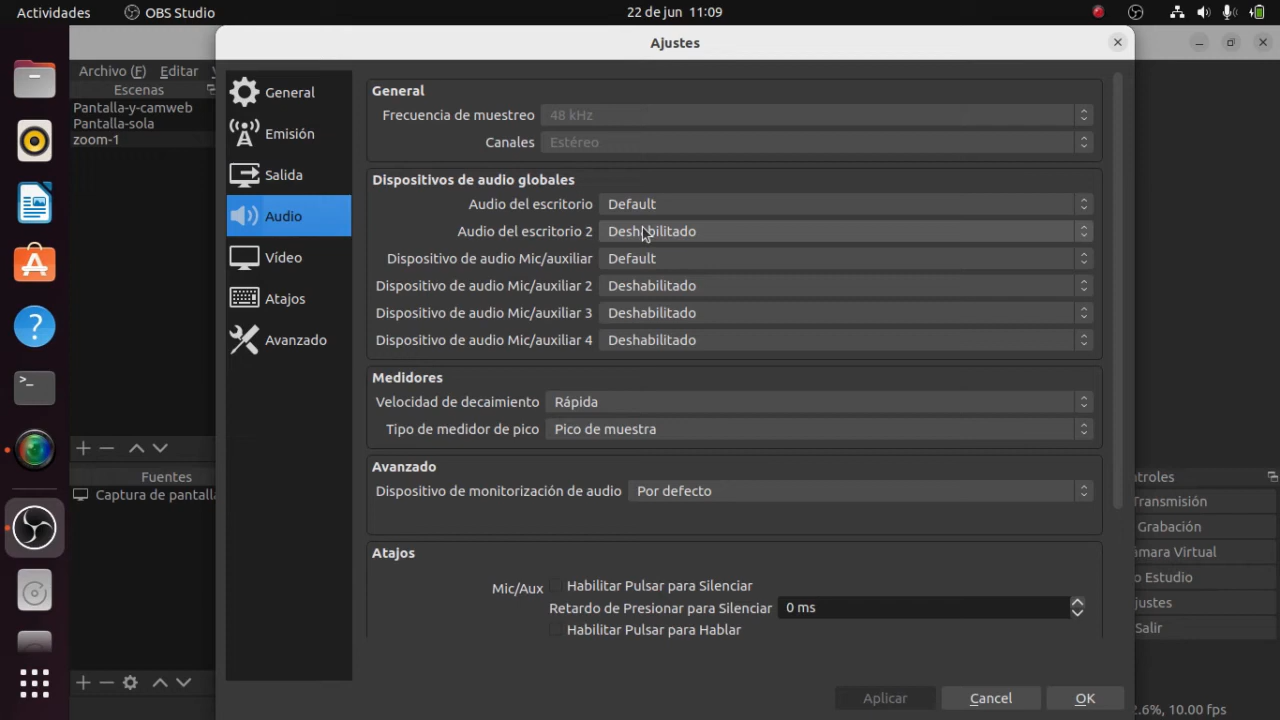 Actividades
OBS Studio
22 de jun 11:09
Ajustes
Archivo (F) Editar
Escenas
Pantalla-y-camweb
Pantalla-sola
zoom-1
Fuentes
Captura de pantalla
General
Emisión
Salida
Audio
Vídeo
Atajos
Avanzado
General
Frecuencia de muestreo 48 kHz
Canales Estéreo
Dispositivos de audio globales
Audio del escritorio Default
Audio del escritorio 2 Deshabilitado
Dispositivo de audio Mic/auxiliar Default
Dispositivo de audio Mic/auxiliar 2 Deshabilitado
Dispositivo de audio Mic/auxiliar 3 Deshabilitado
Dispositivo de audio Mic/auxiliar 4 Deshabilitado
Medidores
Velocidad de decaimiento Rápida
Tipo de medidor de pico Pico de muestra
Avanzado
Dispositivo de monitorización de audio Por defecto
Atajos
Mic/Aux Habilitar Pulsar para Silenciar
Retardo de Presionar para Silenciar 0 ms
Habilitar Pulsar para Hablar
Aplicar
Cancel
OK
ntroles
Transmisión
Grabación
ámara Virtual
o Estudio
justes
Salir
2.6%, 10.00 fps